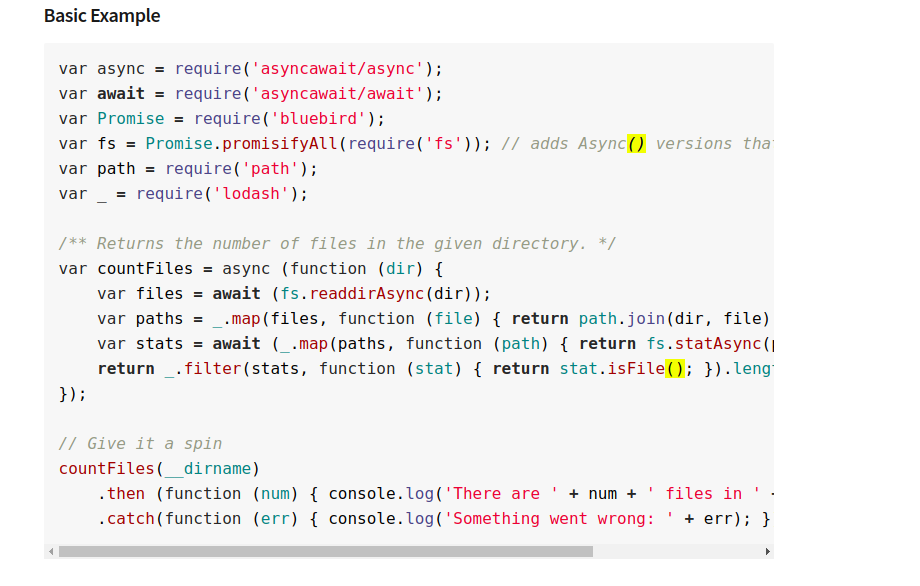 Basic Example
var async = require('asyncawait/async');
var await = require('asyncawait/await');
var Promise = require('bluebird');
var fs = Promise.promisifyAll(require('fs')); // adds Async() versions that
var path = require('path');
var _ = require('lodash');
/** Returns the number of files in the given directory. */
var countFiles = async (function (dir) {
    var files = await (fs.readdirAsync(dir));
    var paths = _.map(files, function (file) { return path.join(dir, file)
    var stats = await (_.map(paths, function (path) { return fs.statAsync(
    return _.filter(stats, function (stat) { return stat.isFile(); }).lengt
});
// Give it a spin
countFiles(__dirname)
    .then (function (num) { console.log('There are ' + num + ' files in ' +
    .catch(function (err) { console.log('Something went wrong: ' + err); }